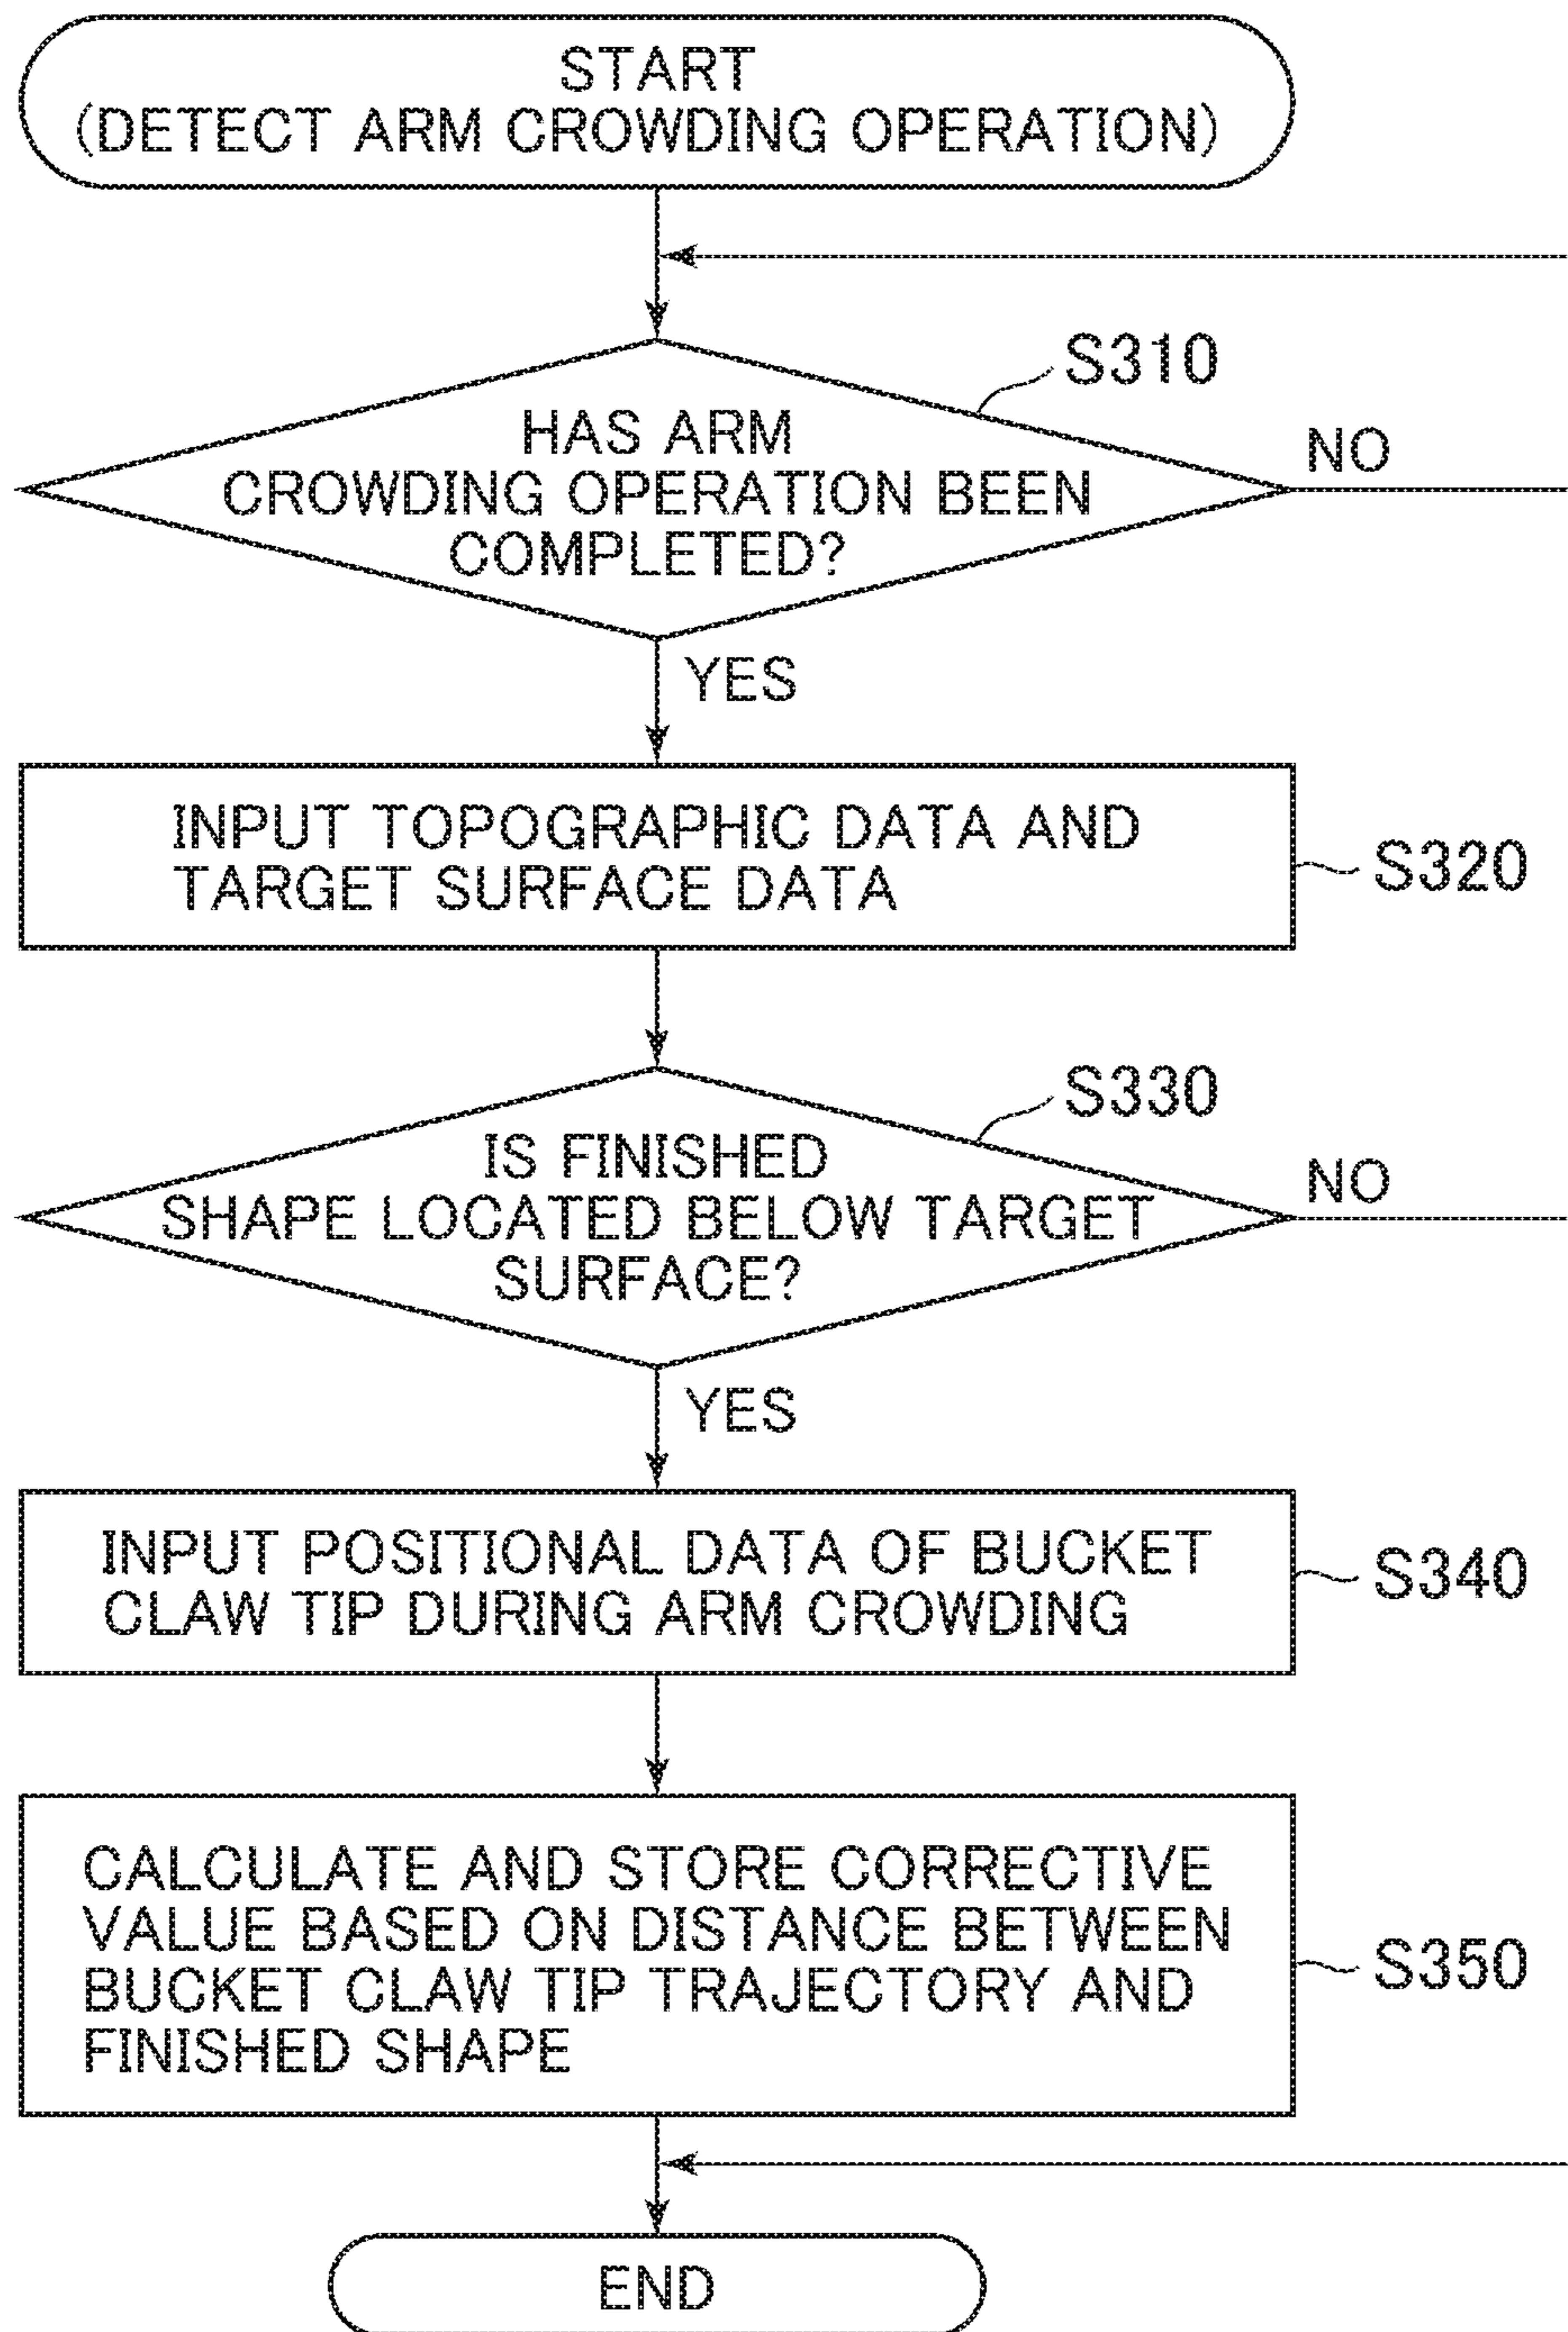 START
(DETECT ARM CROWDING OPERATION)
S310
HAS ARM
CROWDING OPERATION BEEN
COMPLETED?
NO
YES
INPUT TOPOGRAPHIC DATA AND
TARGET SURFACE DATA
S320
S330
IS FINISHED
SHAPE LOCATED BELOW TARGET
SURFACE?
NO
YES
INPUT POSITIONAL DATA OF BUCKET
CLAW TIP DURING ARM CROWDING
S340
CALCULATE AND STORE CORRECTIVE
VALUE BASED ON DISTANCE BETWEEN
BUCKET CLAW TIP TRAJECTORY AND
FINISHED SHAPE
S350
END